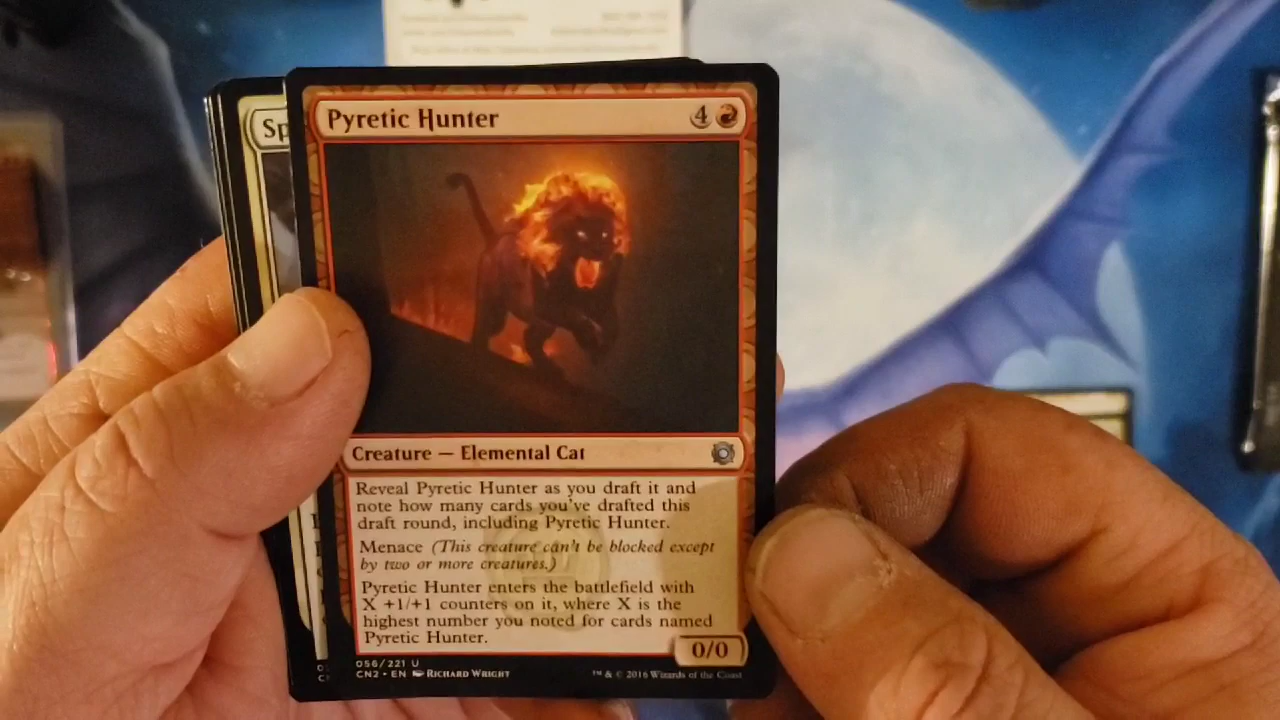 Pyretic Hunter 4
Sp
Creature — Elemental Cat
Reveal Pyretic Hunter as you draft it and
note how many cards you've drafted this
draft round, including Pyretic Hunter.
Menace (This creature can't be blocked except
by two or more creatures.)
Pyretic Hunter enters the battlefield with
X +1/+1 counters on it, where X is the
highest number you noted for cards named
Pyretic Hunter.
0/0
056/221 U
CN2 • EN RICHARD WRIGHT
™ & © 2016 Wizards of the Coast